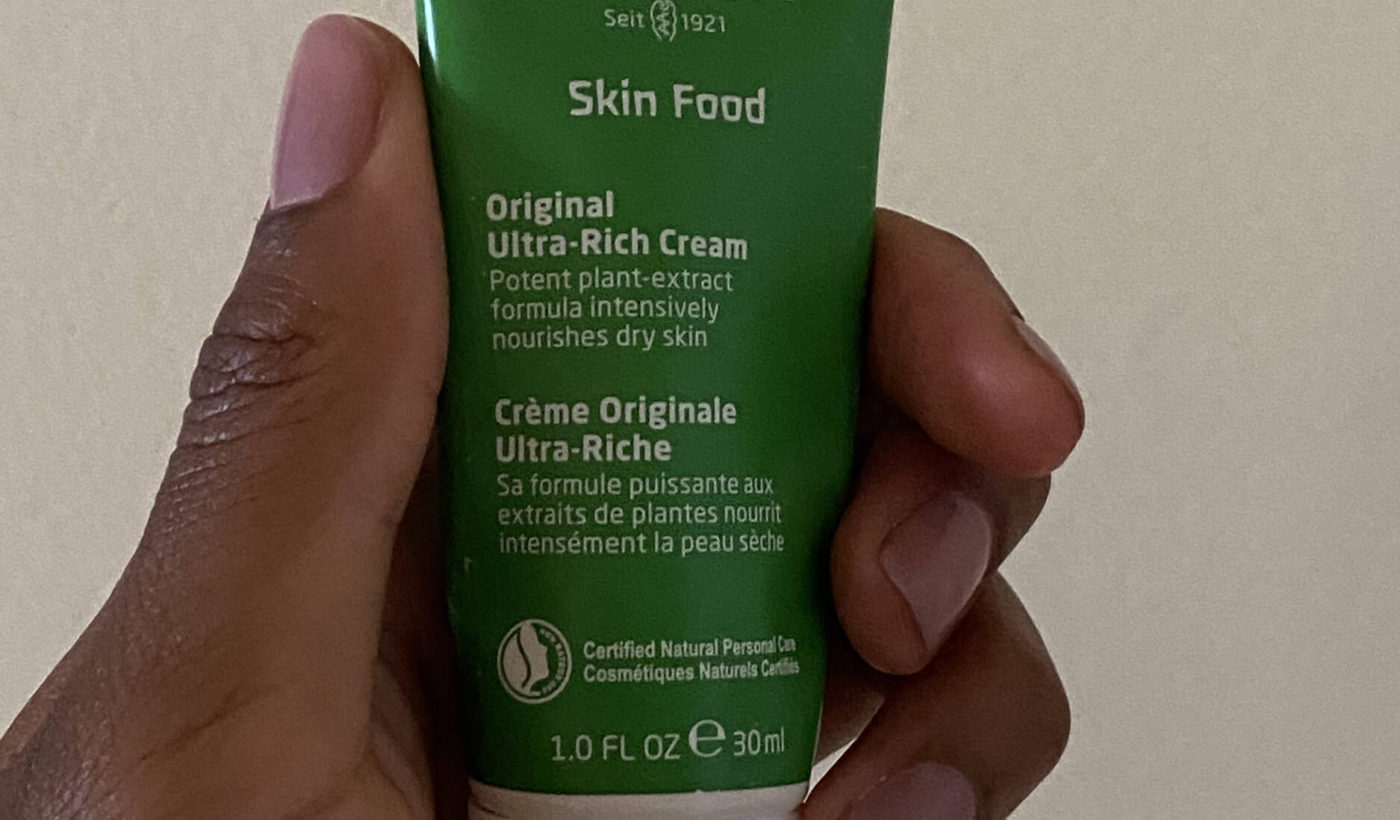 Seit 1921
Skin Food
Original
Ultra-Rich Cream
Potent plant-extract
formula intensively
nourishes dry skin
Crème Originale
Ultra-Riche
Sa formule puissante aux
extraits de plantes nourrit
intensément la peau sèche
Certified Natural Personal Care
Cosmétiques Naturels Certifiés
1.0 FL OZ ℮ 30 ml